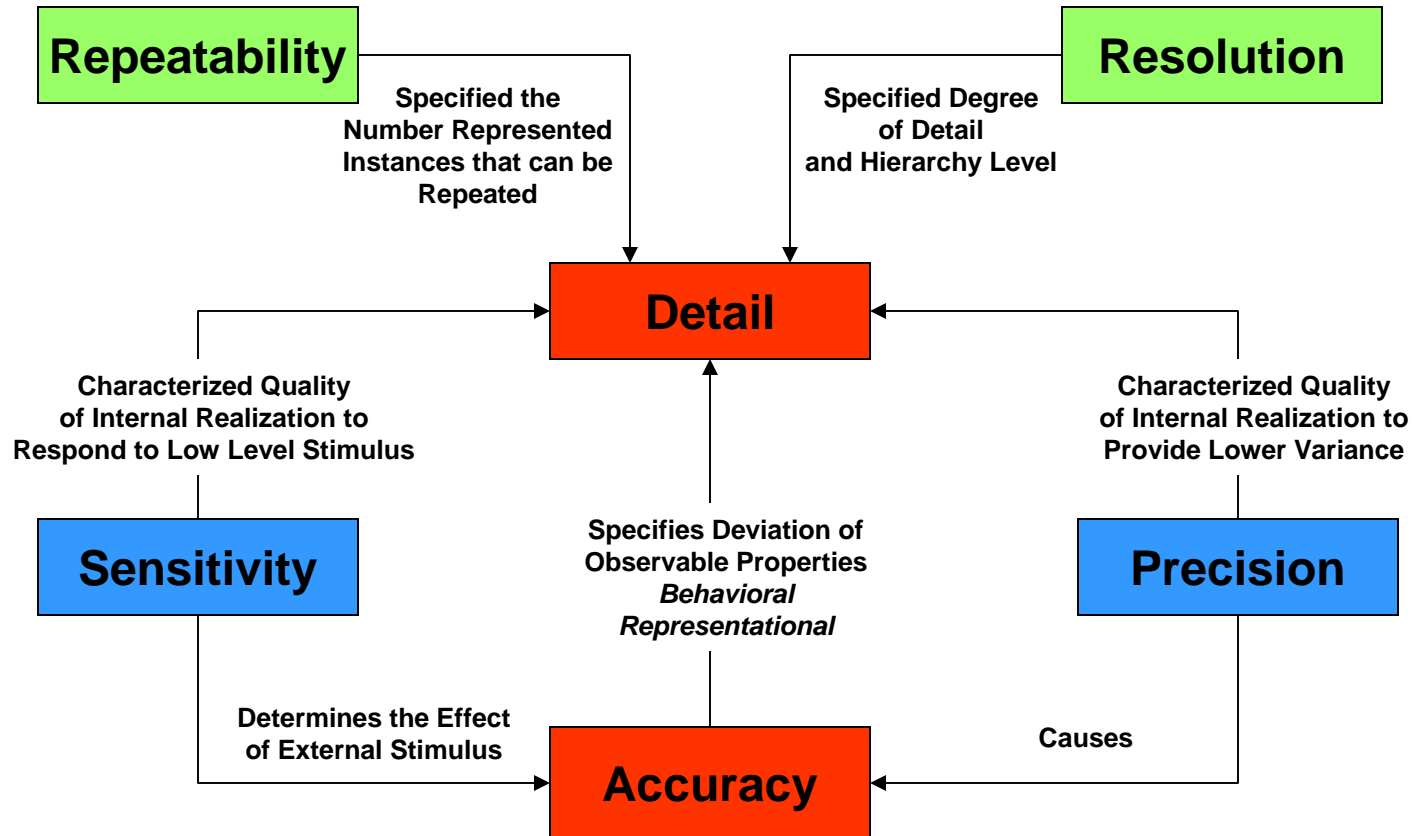 Repeatability
Resolution
Specified the
Number Represented
Instances that can be
Repeated
Specified Degree
of Detail
and Hierarchy Level
Detail
Characterized Quality
of Internal Realization to
Respond to Low Level Stimulus
Characterized Quality
of Internal Realization to
Provide Lower Variance
Sensitivity
Specifies Deviation of
Observable Properties
Behavioral
Representational
Precision
Determines the Effect
of External Stimulus
Causes
Accuracy